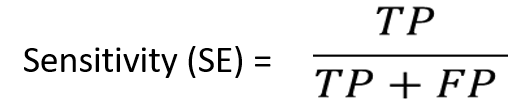 Sensitivity (SE) = TP / TP + FP